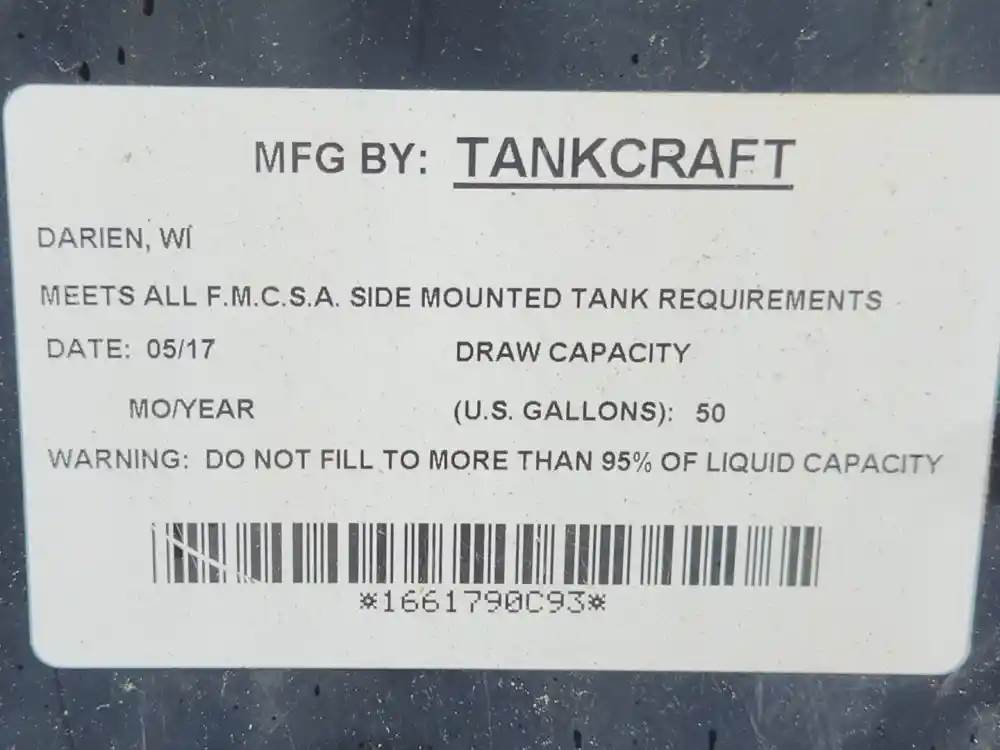 MFG BY: TANKCRAFT
DARIEN, WI
MEETS ALL F.M.C.S.A. SIDE MOUNTED TANK REQUIREMENTS
DATE: 05/17 DRAW CAPACITY
MO/YEAR (U.S. GALLONS): 50
WARNING: DO NOT FILL TO MORE THAN 95% OF LIQUID CAPACITY
*1661790C93*